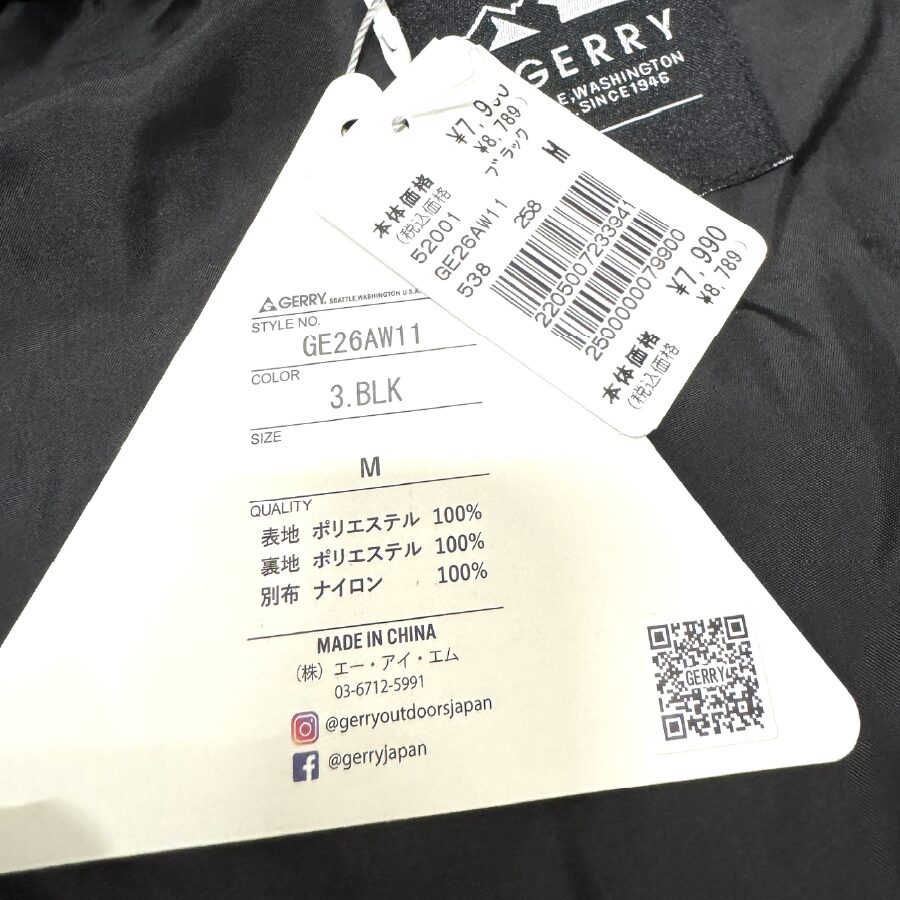 GERRY
E, WASHINGTON
SINCE 1946
本体価格 ¥7,990
(税込価格 ¥8,789)
52001 ブラック
GE26AW11 M
538 258
2205007233941
2500000079900
本体価格 ¥7,990
(税込価格 ¥8,789)
GERRY. SEATTLE, WASHINGTON U.S.A.
STYLE NO.
GE26AW11
COLOR
3.BLK
SIZE
M
QUALITY
表地 ポリエステル 100%
裏地 ポリエステル 100%
別布 ナイロン 100%
MADE IN CHINA
(株) エー・アイ・エム
03-6712-5991
@gerryoutdoorsjapan
@gerryjapan
GERRY